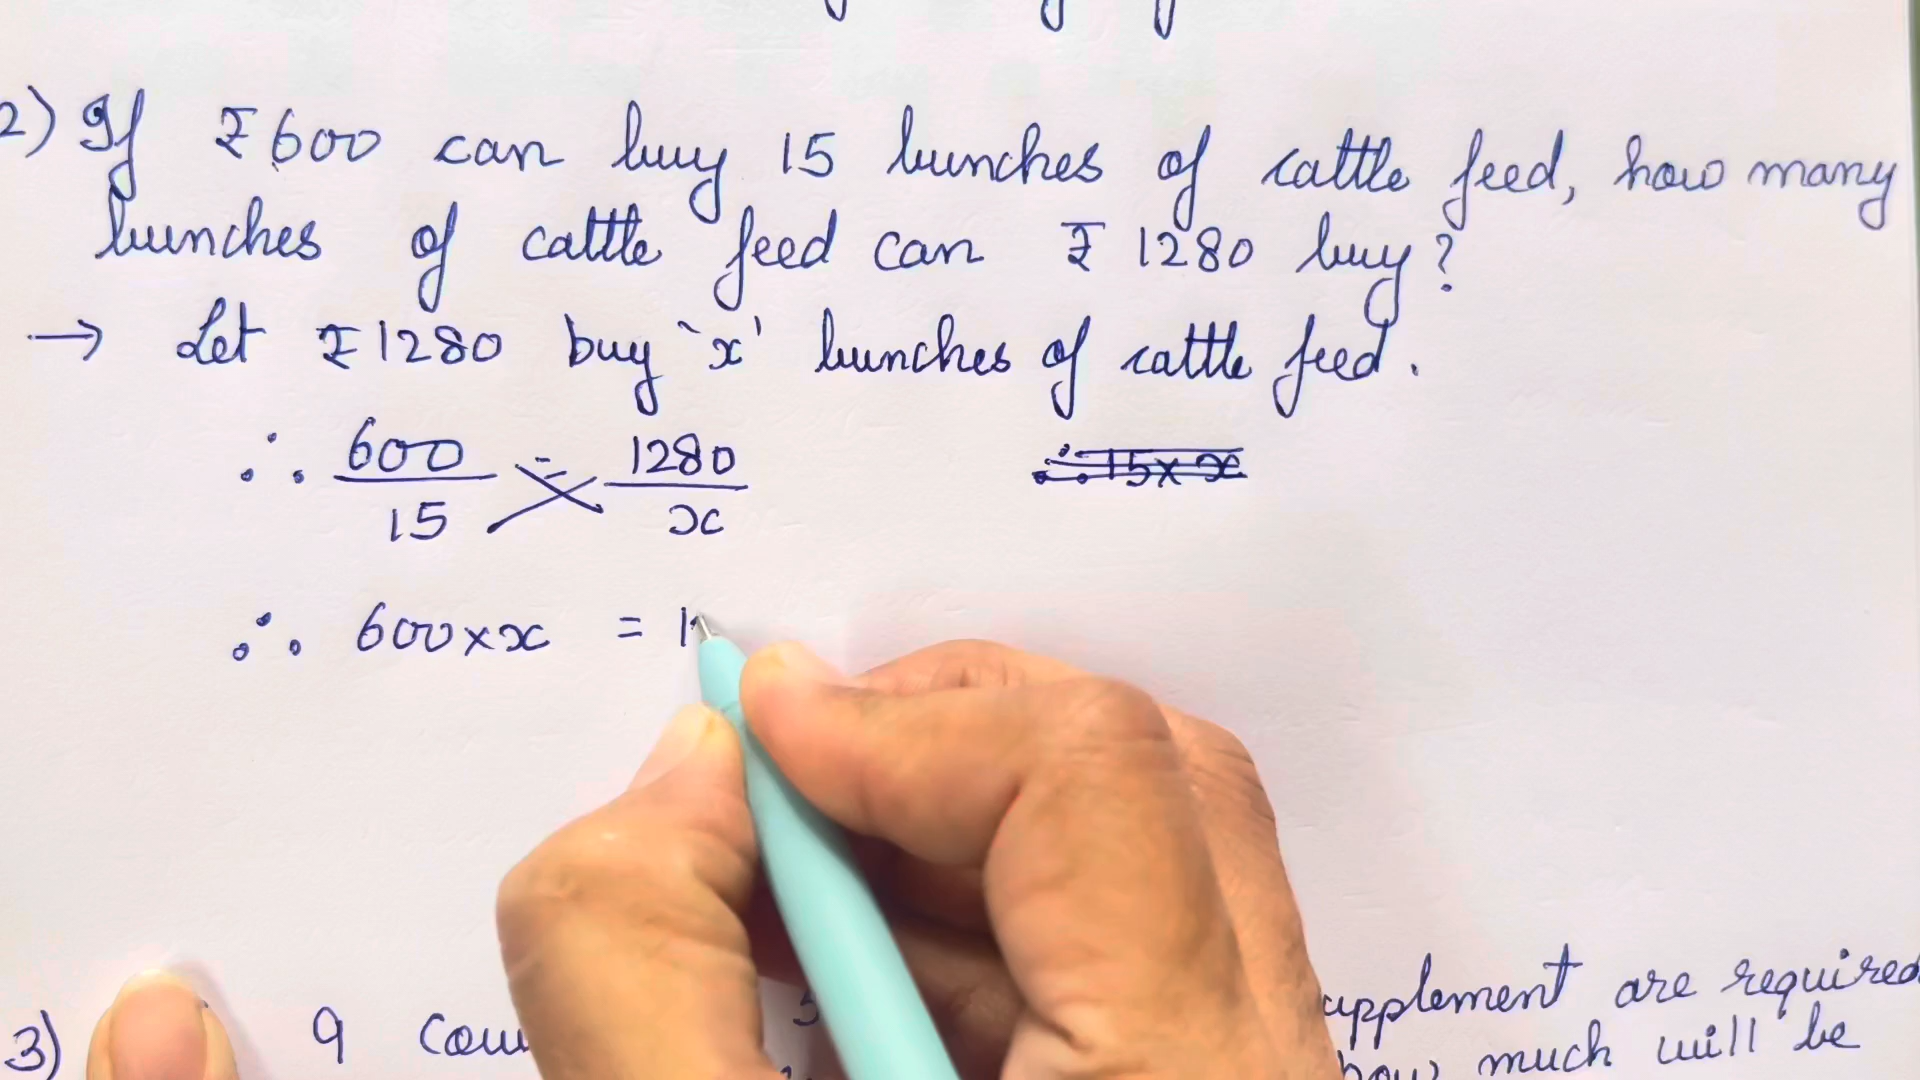 2) If ₹600 can buy 15 bunches of cattle feed, how many
bunches of cattle feed can ₹ 1280 buy?
→ Let ₹1280 buy 'x' bunches of cattle feed.
∴ 600/15 = 1280/x
∴ 15 x x
∴ 600 × x = 1
3) 9 cow
5 upplement are required
how much will be